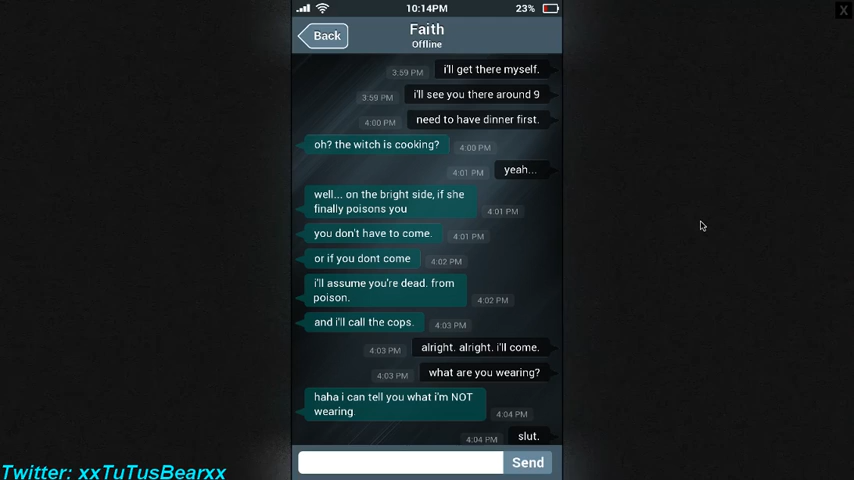 10:14PM
23%
X
Back
Faith
Offline
3:59 PM
i'll get there myself.
3:59 PM
i'll see you there around 9
4:00 PM
need to have dinner first.
oh? the witch is cooking?
4:00 PM
4:01 PM
yeah...
well... on the bright side, if she
finally poisons you
4:01 PM
you don't have to come.
4:01 PM
or if you dont come
4:02 PM
i'll assume you're dead. from
poison.
4:02 PM
and i'll call the cops.
4:03 PM
4:03 PM
alright. alright. i'll come.
4:03 PM
what are you wearing?
haha i can tell you what i'm NOT
wearing.
4:04 PM
4:04 PM
slut.
Send
Twitter: xxTuTusBearxx